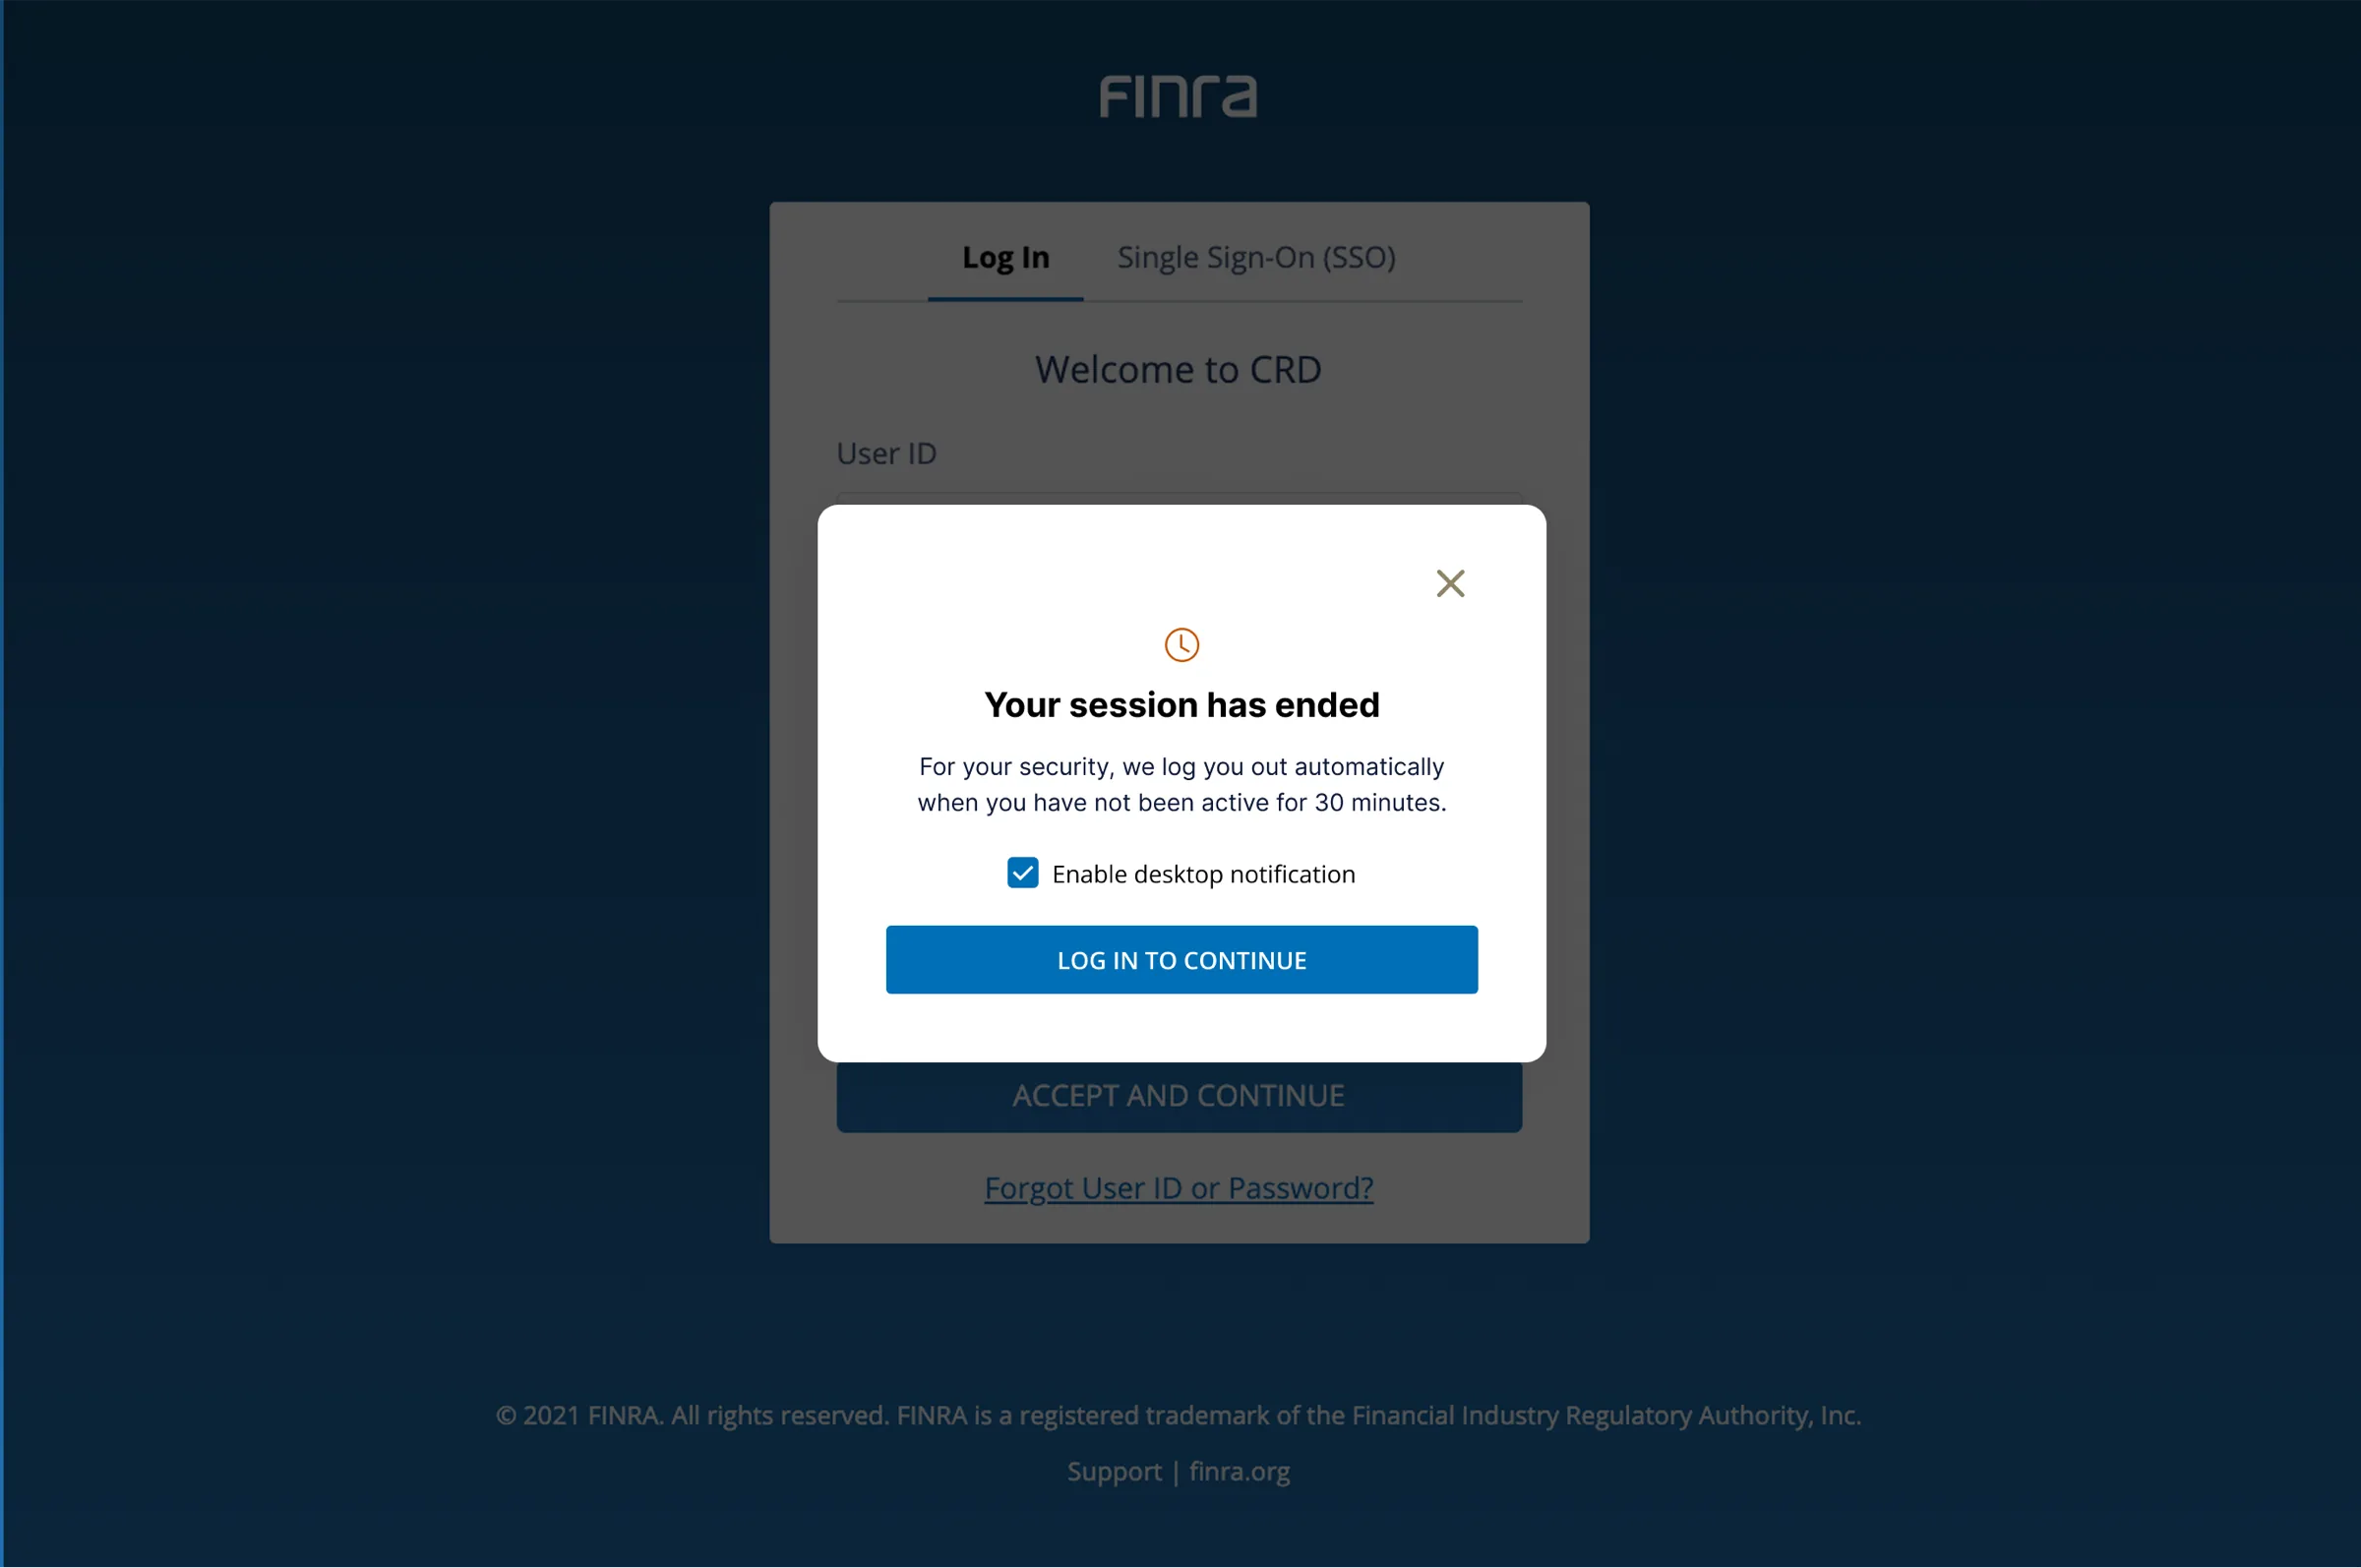 FINRA
Log In
Single Sign-On (SSO)
Welcome to CRD
User ID
Your session has ended
For your security, we log you out automatically
when you have not been active for 30 minutes.
Enable desktop notification
LOG IN TO CONTINUE
ACCEPT AND CONTINUE
Forgot User ID or Password?
© 2021 FINRA. All rights reserved. FINRA is a registered trademark of the Financial Industry Regulatory Authority, Inc.
Support | finra.org